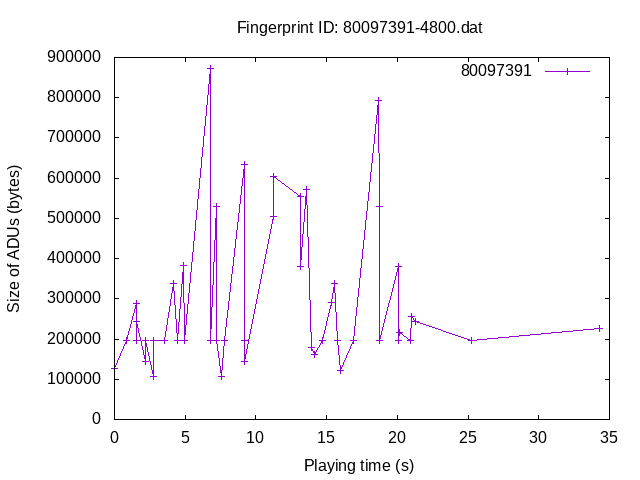 Fingerprint ID: 80097391-4800.dat
80097391
900000
800000
700000
600000
500000
400000
300000
200000
100000
0
Size of ADUs (bytes)
0 5 10 15 20 25 30 35
Playing time (s)